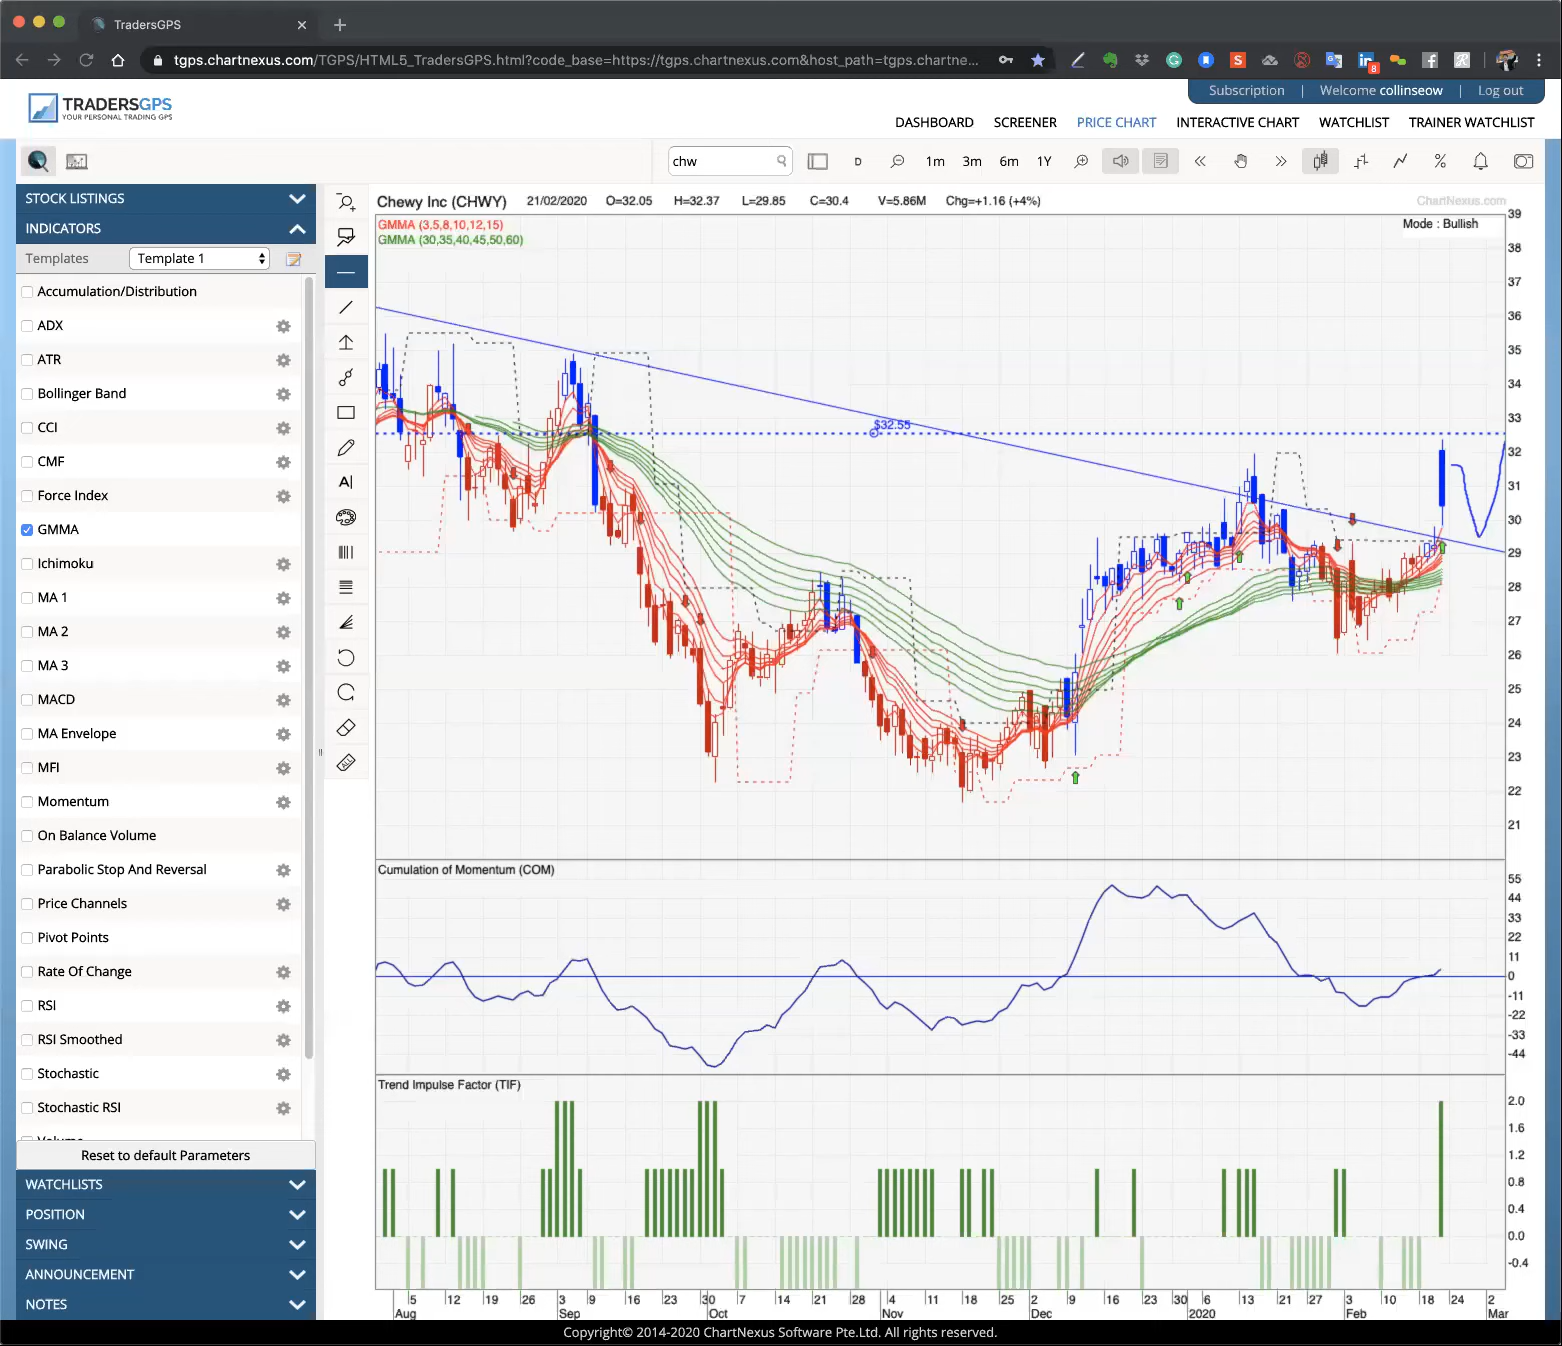 TradersGPS
tgps.chartnexus.com/TGPS/HTML5_TradersGPS.html?code_base=https://tgps.chartnexus.com&host_path=tgps.chartne...
8
Subscription | Welcome collinseow | Log out
TRADERSGPS
YOUR PERSONAL TRADING GPS
DASHBOARD SCREENER PRICE CHART INTERACTIVE CHART WATCHLIST TRAINER WATCHLIST
chw D 1m 3m 6m 1Y
STOCK LISTINGS
INDICATORS
Templates Template 1
Accumulation/Distribution
ADX
ATR
Bollinger Band
CCI
CMF
Force Index
GMMA
Ichimoku
MA 1
MA 2
MA 3
MACD
MA Envelope
MFI
Momentum
On Balance Volume
Parabolic Stop And Reversal
Price Channels
Pivot Points
Rate Of Change
RSI
RSI Smoothed
Stochastic
Stochastic RSI
Volume
Reset to default Parameters
WATCHLISTS
POSITION
SWING
ANNOUNCEMENT
NOTES
A|
ALL
Chewy Inc (CHWY) 21/02/2020 O=32.05 H=32.37 L=29.85 C=30.4 V=5.86M Chg=+1.16 (+4%)
ChartNexus.com
GMMA (3,5,8,10,12,15)
GMMA (30,35,40,45,50,60)
Mode : Bullish
$32.55
39
38
37
36
35
34
33
32
31
30
29
28
27
26
25
24
23
22
21
Cumulation of Momentum (COM)
55
44
33
22
11
0
-11
-22
-33
-44
Trend Impulse Factor (TIF)
2.0
1.6
1.2
0.8
0.4
0.0
-0.4
5 12 19 26 3 9 16 23 30 7 14 21 28 4 11 18 25 2 9 16 23 30 6 13 21 27 3 10 18 24 2
Aug Sep Oct Nov Dec 2020 Feb Mar
Copyright© 2014-2020 ChartNexus Software Pte.Ltd. All rights reserved.